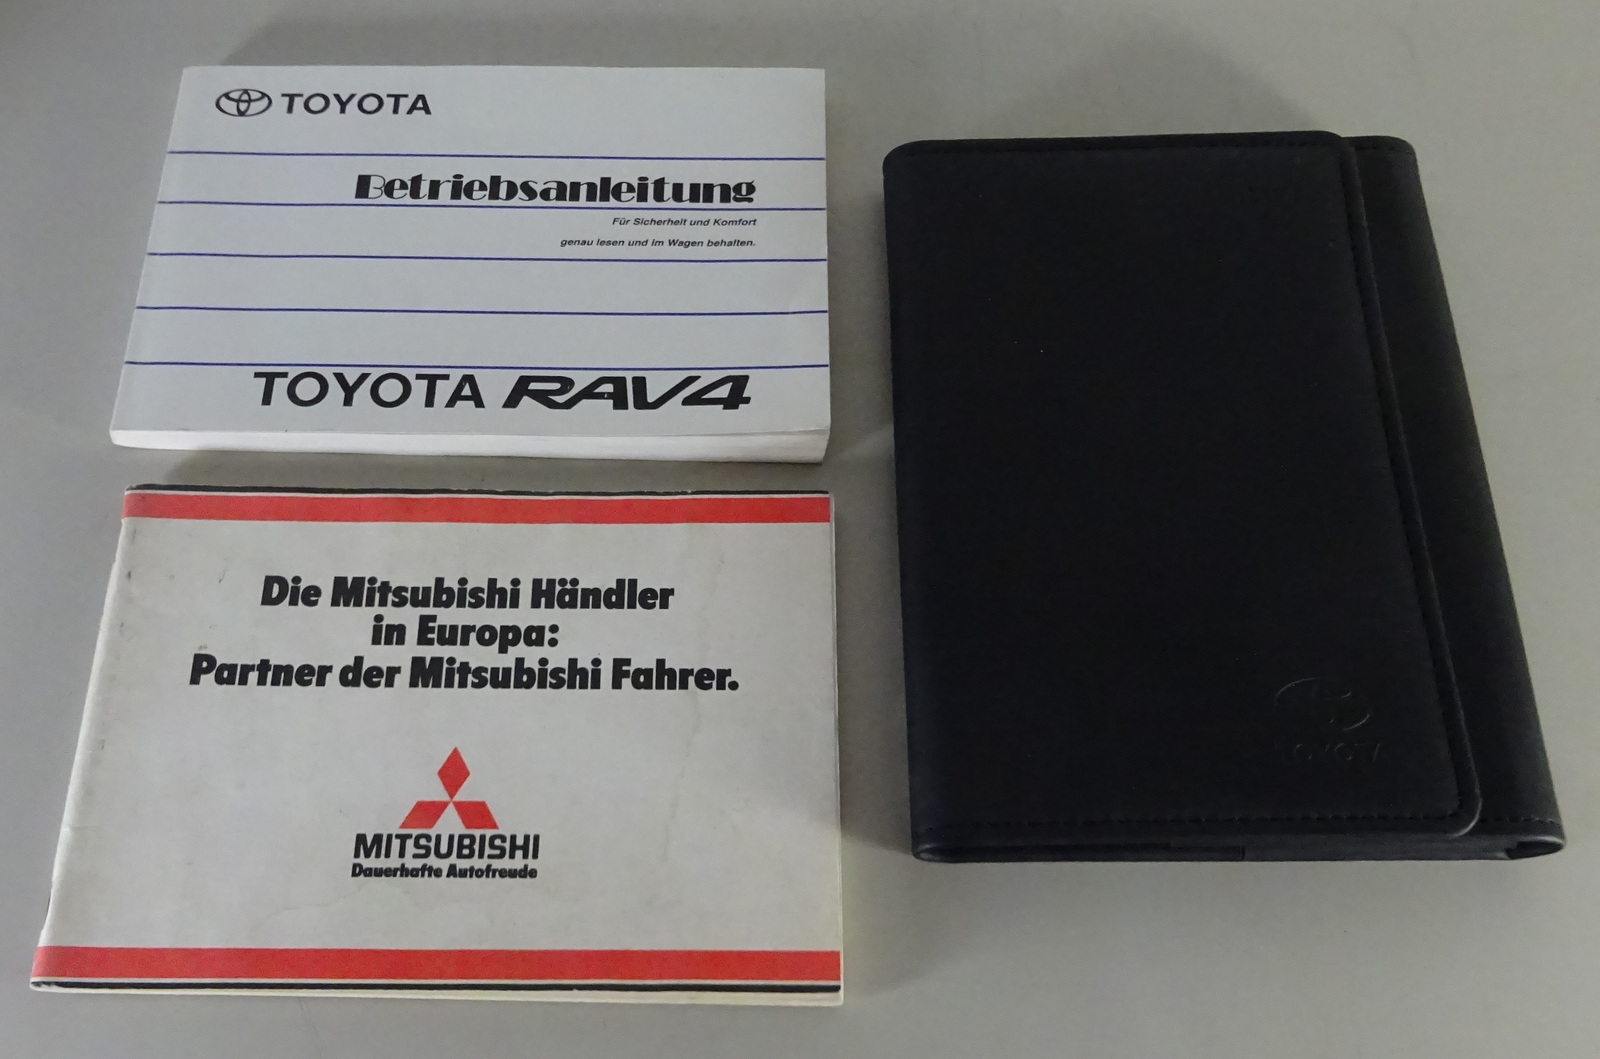 TOYOTA
Betriebsanleitung
Für Sicherheit und Komfort
genau lesen und im Wagen behalten.
TOYOTA RAV4
Die Mitsubishi Händler
in Europa:
Partner der Mitsubishi Fahrer.
MITSUBISHI
Dauerhafte Autofreude
TOYOTA